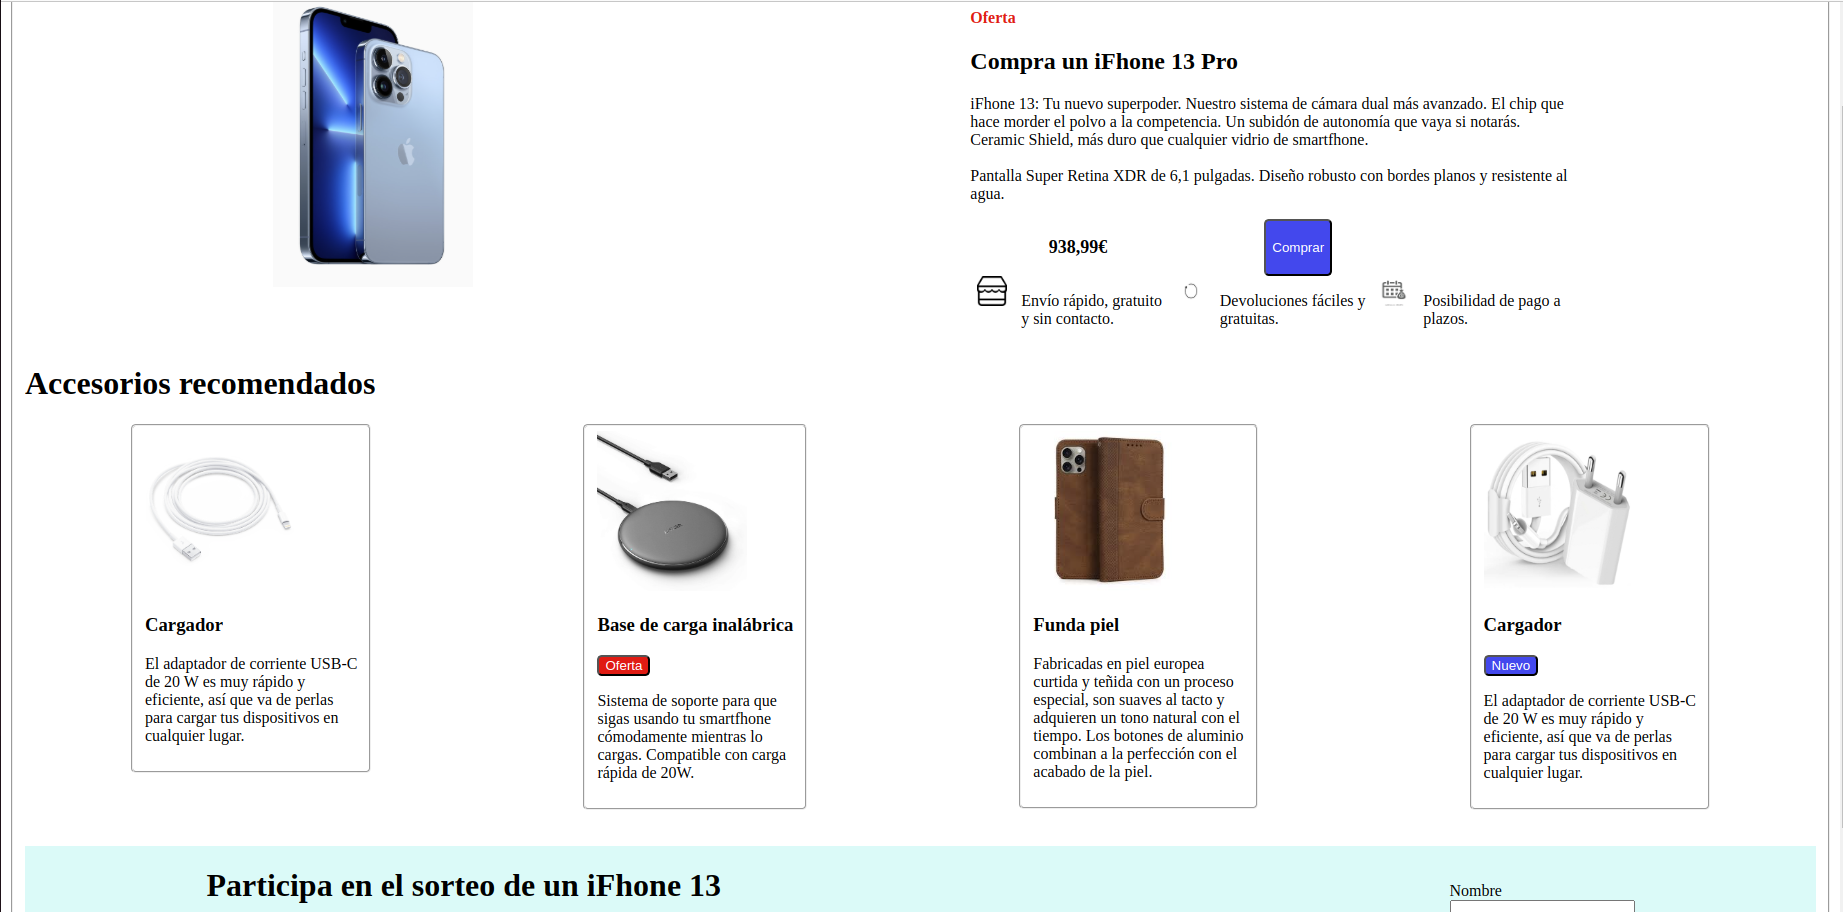 Oferta
Compra un iFhone 13 Pro
iFhone 13: Tu nuevo superpoder. Nuestro sistema de cámara dual más avanzado. El chip que
hace morder el polvo a la competencia. Un subidón de autonomía que vaya si notarás.
Ceramic Shield, más duro que cualquier vidrio de smartfhone.
Pantalla Super Retina XDR de 6,1 pulgadas. Diseño robusto con bordes planos y resistente al
agua.
938,99€
Comprar
Envío rápido, gratuito
y sin contacto.
Devoluciones fáciles y
gratuitas.
Posibilidad de pago a
plazos.
Accesorios recomendados
Cargador
El adaptador de corriente USB-C
de 20 W es muy rápido y
eficiente, así que va de perlas
para cargar tus dispositivos en
cualquier lugar.
Base de carga inalábrica
Oferta
Sistema de soporte para que
sigas usando tu smartfhone
cómodamente mientras lo
cargas. Compatible con carga
rápida de 20W.
Funda piel
Fabricadas en piel europea
curtida y teñida con un proceso
especial, son suaves al tacto y
adquieren un tono natural con el
tiempo. Los botones de aluminio
combinan a la perfección con el
acabado de la piel.
Cargador
Nuevo
El adaptador de corriente USB-C
de 20 W es muy rápido y
eficiente, así que va de perlas
para cargar tus dispositivos en
cualquier lugar.
Participa en el sorteo de un iFhone 13
Nombre